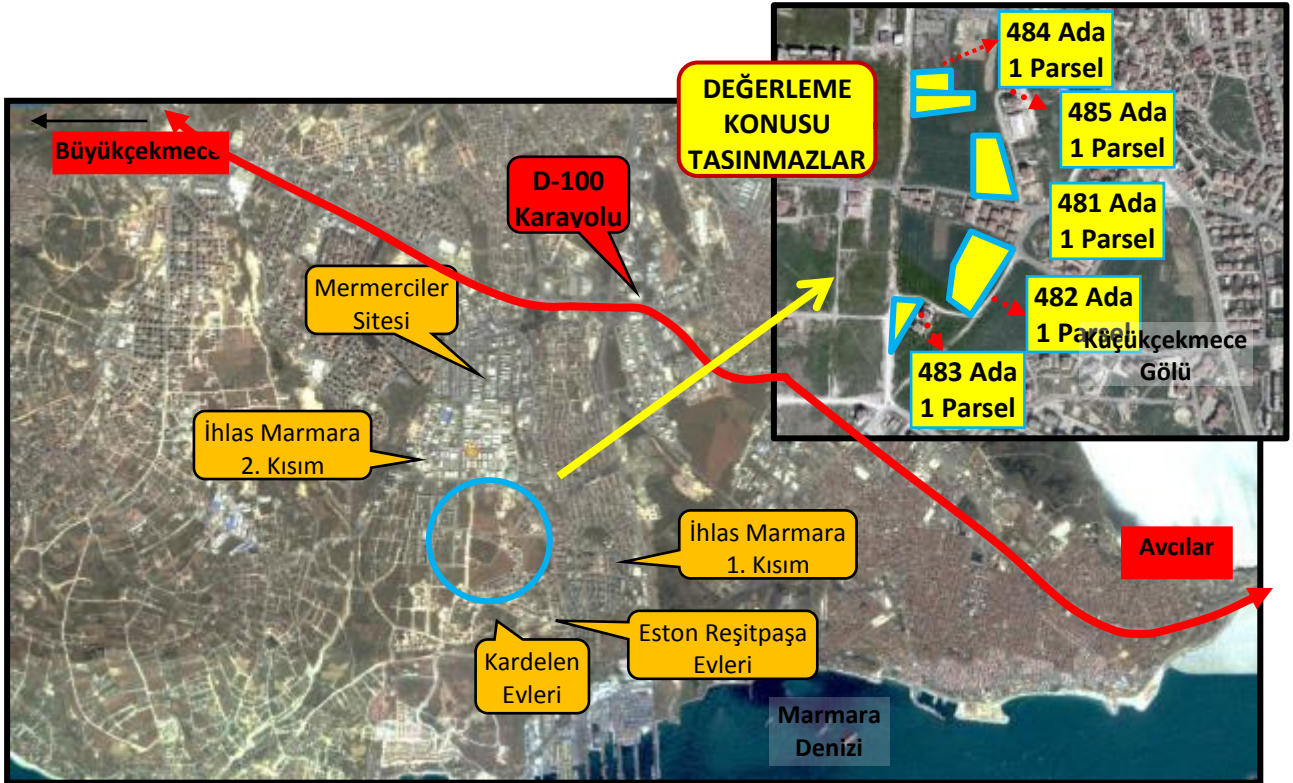 484 Ada
1 Parsel
DEĞERLEME
KONUSU
TASINMAZLAR
485 Ada
1 Parsel
Büyükçekmece
D-100
Karayolu
481 Ada
1 Parsel
Mermerciler
Sitesi
482 Ada
1 Parsel
Küçükçekmece
Gölü
483 Ada
1 Parsel
İhlas Marmara
2. Kısım
İhlas Marmara
1. Kısım
Avcılar
Eston Reşitpaşa
Evleri
Kardelen
Evleri
Marmara
Denizi